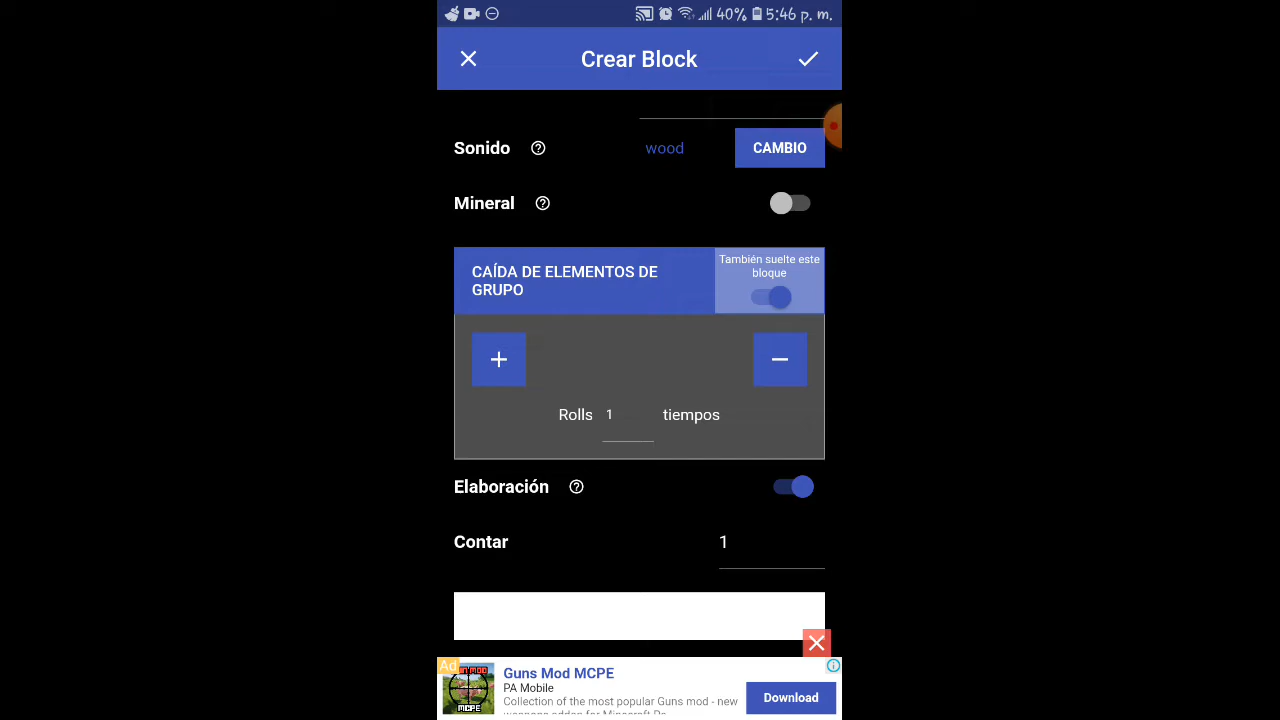 40% 5:46 p. m.
Crear Block
Sonido wood CAMBIO
Mineral
CAÍDA DE ELEMENTOS DE
GRUPO
También suelte este
bloque
Rolls 1 tiempos
Elaboración
Contar 1
Ad
Guns Mod MCPE
PA Mobile
Collection of the most popular Guns mod - new
Download
MCPE